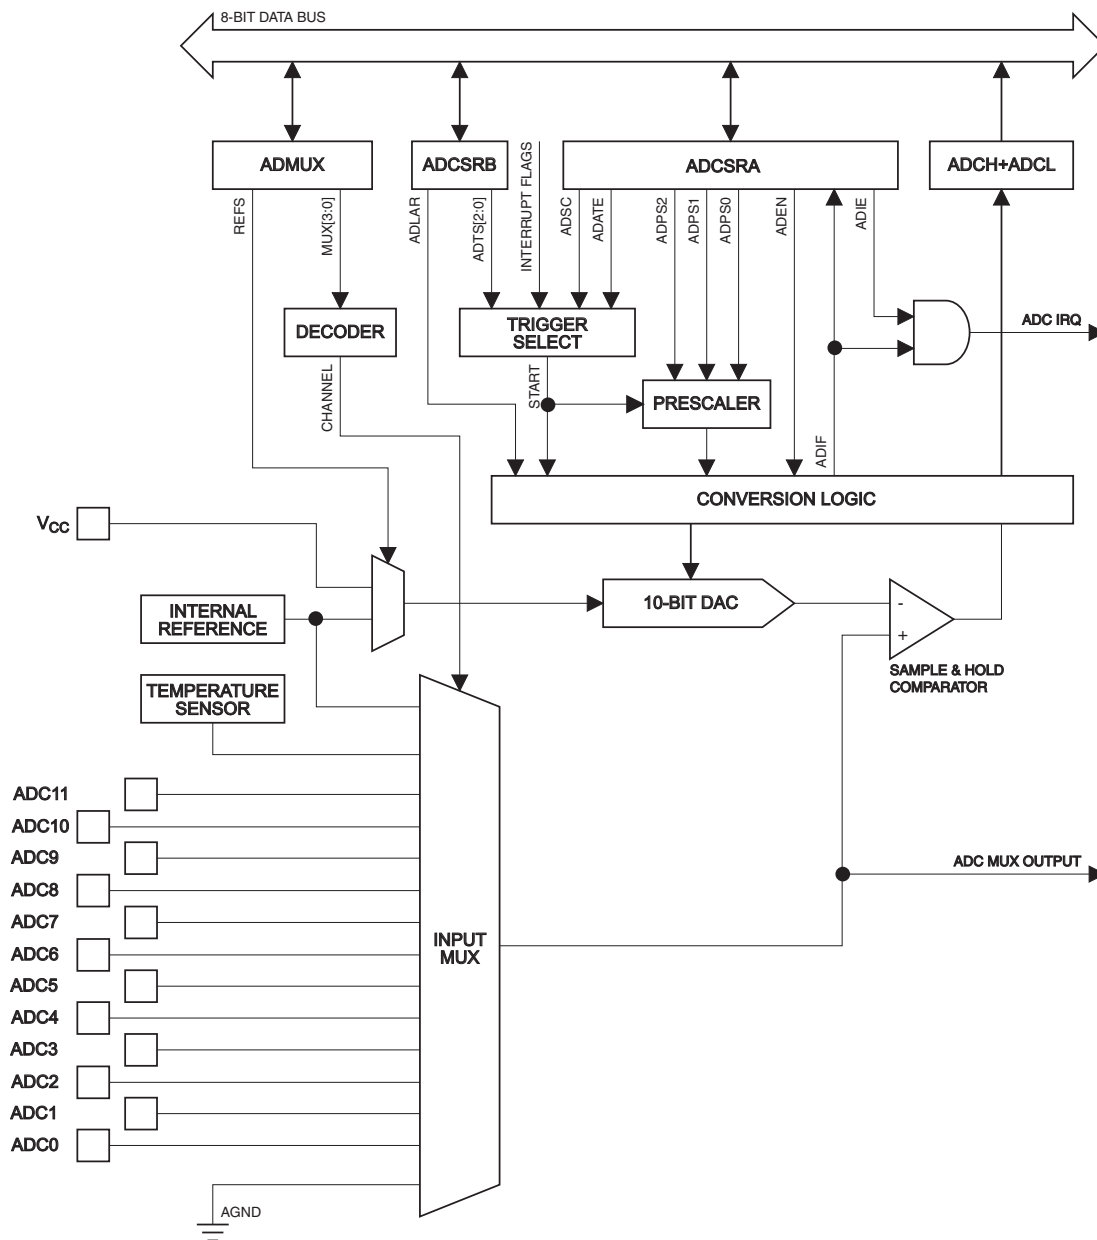 8-BIT DATA BUS
ADMUX
ADCSRB
ADCSRA
ADCH+ADCL
REFS
MUX[3:0]
ADLAR
ADTS[2:0]
INTERRUPT FLAGS
ADSC
ADATE
ADPS2
ADPS1
ADPS0
ADEN
ADIE
DECODER
TRIGGER
SELECT
ADC IRQ
CHANNEL
START
PRESCALER
ADIF
CONVERSION LOGIC
VCC
INTERNAL
REFERENCE
10-BIT DAC
-
+
SAMPLE & HOLD
COMPARATOR
TEMPERATURE
SENSOR
ADC11
ADC10
ADC9
ADC8
ADC7
ADC6
ADC5
ADC4
ADC3
ADC2
ADC1
ADC0
INPUT
MUX
ADC MUX OUTPUT
AGND